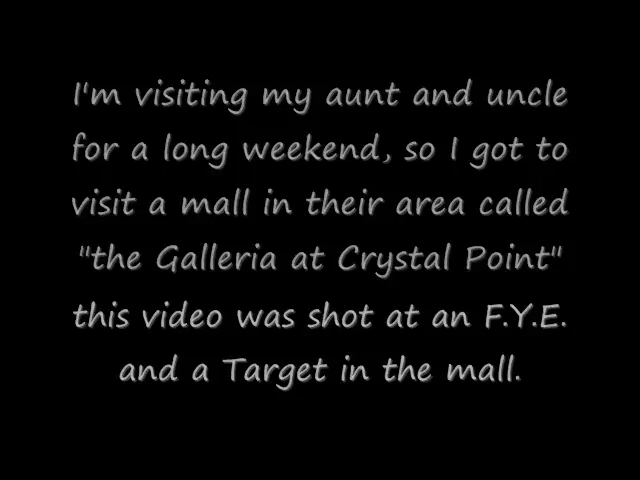 I'm visiting my aunt and uncle
for a long weekend, so I got to
visit a mall in their area called
"the Galleria at Crystal Point"
this video was shot at an F.Y.E.
and a Target in the mall.